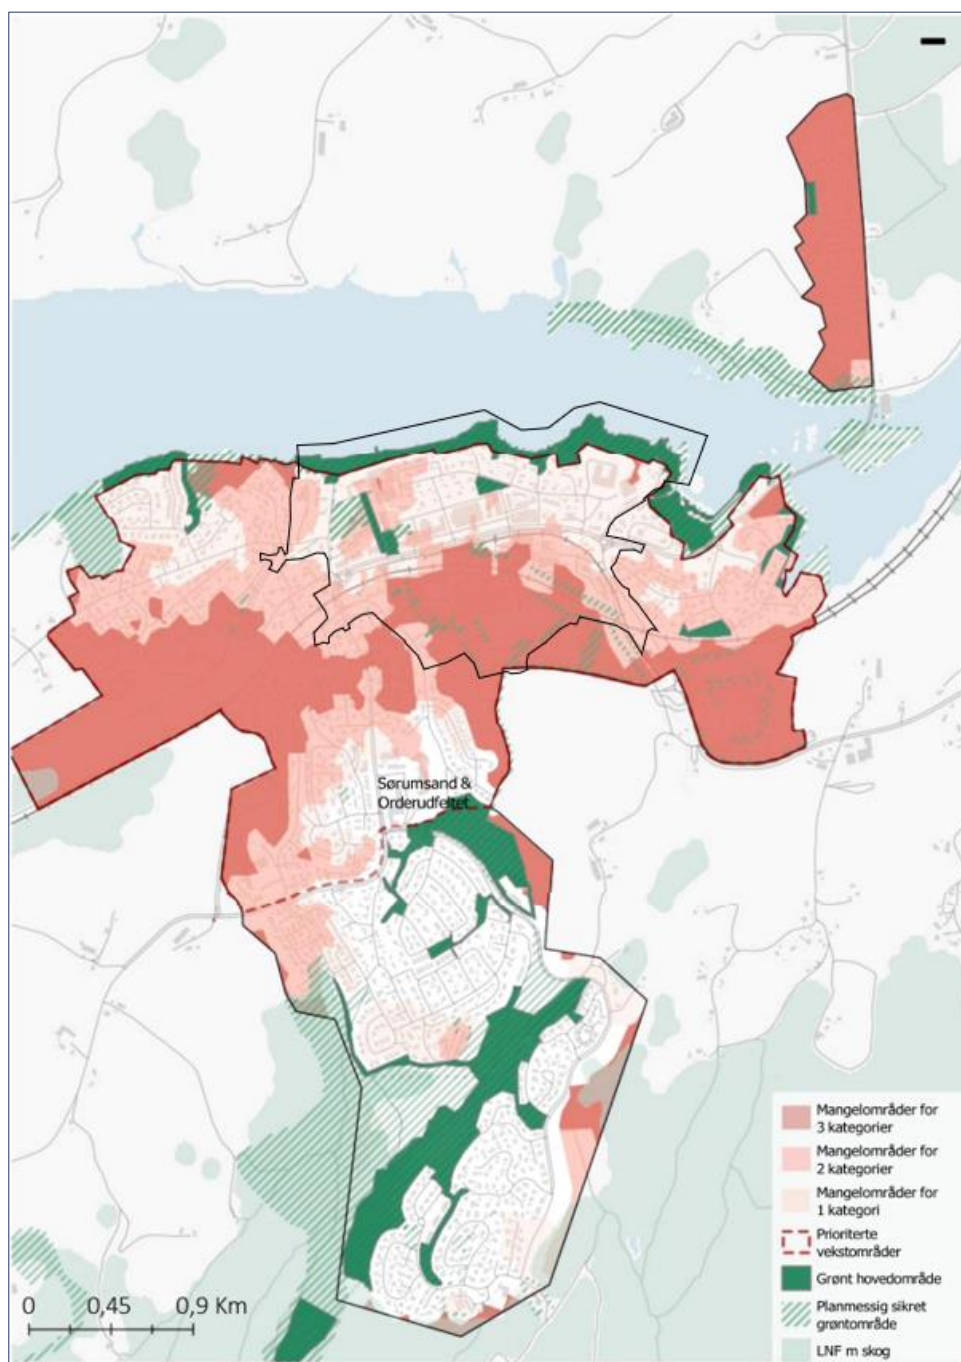 Sørumsand &
Orderudfeltet
Mangelområder for
3 kategorier
Mangelområder for
2 kategorier
Mangelområder for
1 kategori
Prioriterte
vekstområder
Grønt hovedområde
Planmessig sikret
grøntområde
LNF m skog
0 0,45 0,9 Km